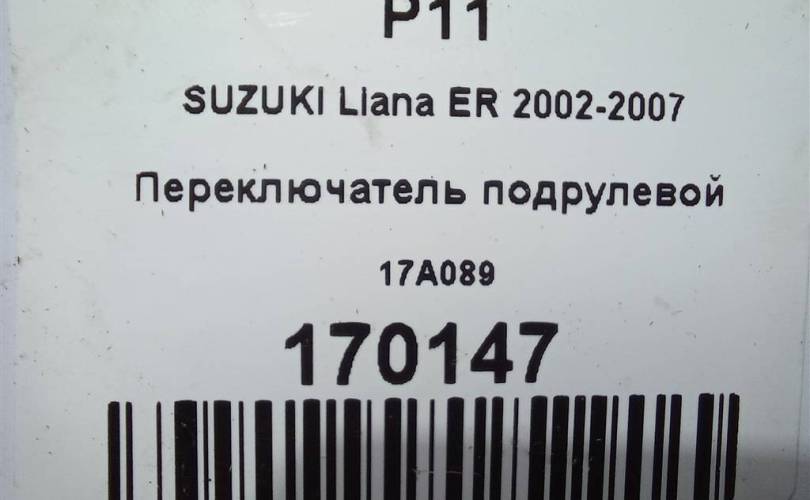 P11
SUZUKI Liana ER 2002-2007
Переключатель подрулевой
17A089
170147